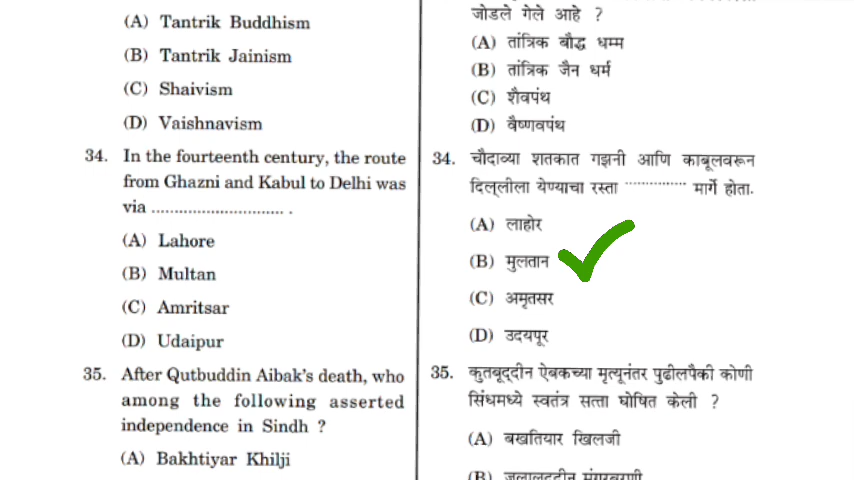 (A) Tantrik Buddhism
(B) Tantrik Jainism
(C) Shaivism
(D) Vaishnavism
34. In the fourteenth century, the route
from Ghazni and Kabul to Delhi was
via ............................. .
(A) Lahore
(B) Multan
(C) Amritsar
(D) Udaipur
35. After Qutbuddin Aibak's death, who
among the following asserted
independence in Sindh ?
(A) Bakhtiyar Khilji
जोडले गेले आहे ?
(A) तांत्रिक बौद्ध धम्म
(B) तांत्रिक जैन धर्म
(C) शैवपंथ
(D) वैष्णवपंथ
34. चौदाव्या शतकात गझनी आणि काबूलवरून
दिल्लीला येण्याचा रस्ता ............... मार्गे होता.
(A) लाहोर
(B) मुलतान
(C) अमृतसर
(D) उदयपूर
35. कुतबूद्दीन ऐबकच्या मृत्यूनंतर पुढीलपैकी कोणी
सिंधमध्ये स्वतंत्र सत्ता घोषित केली ?
(A) बखतियार खिलजी
(B)